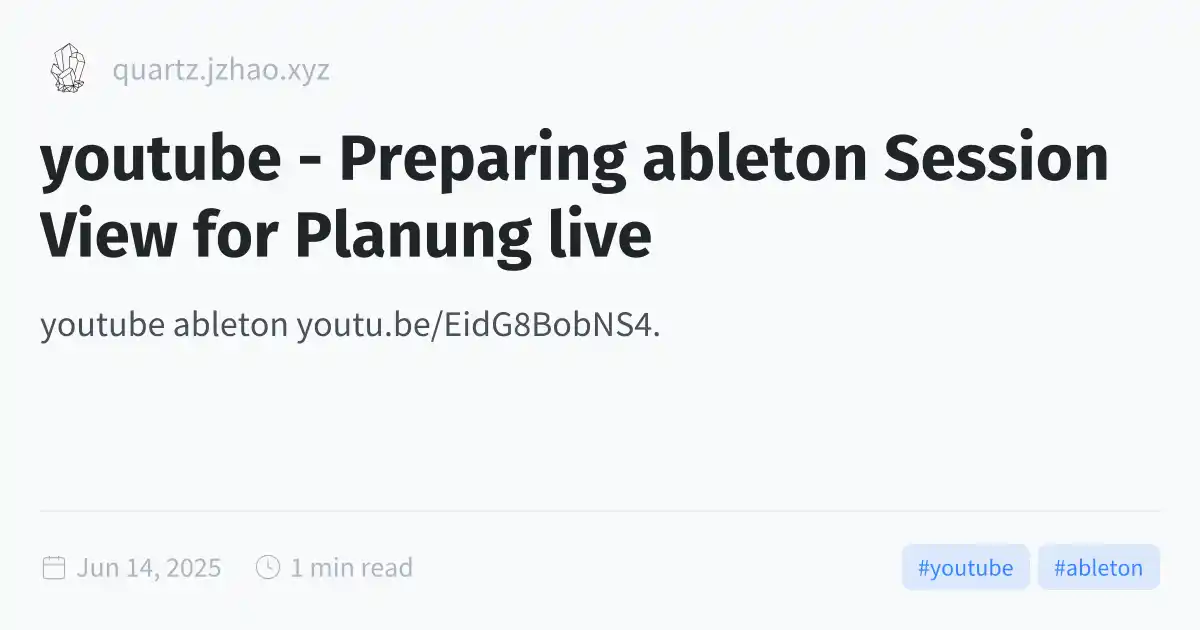 quartz.jzhao.xyz
youtube - Preparing ableton Session
View for Planung live
youtube ableton youtu.be/EidG8BobNS4.
Jun 14, 2025 1 min read #youtube #ableton